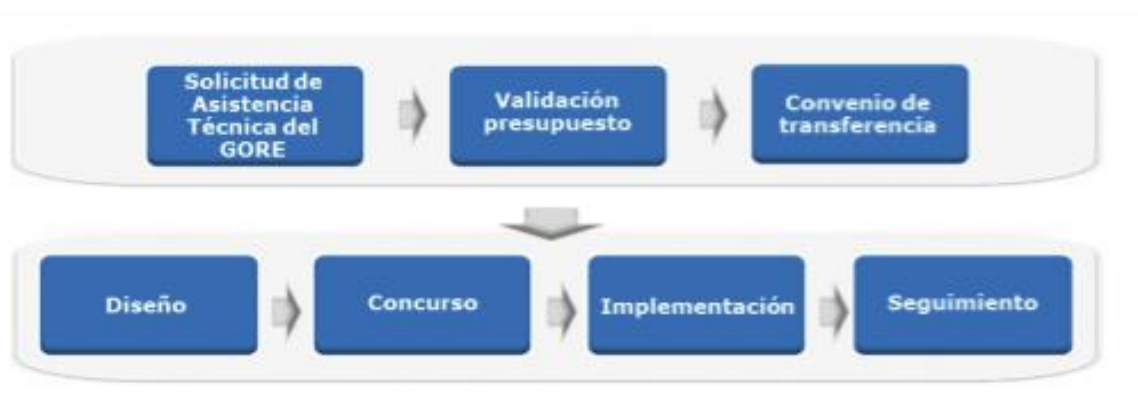 Solicitud de
Asistencia
Técnica del
GORE
Validación
presupuesto
Convenio de
transferencia
Diseño
Concurso
Implementación
Seguimiento